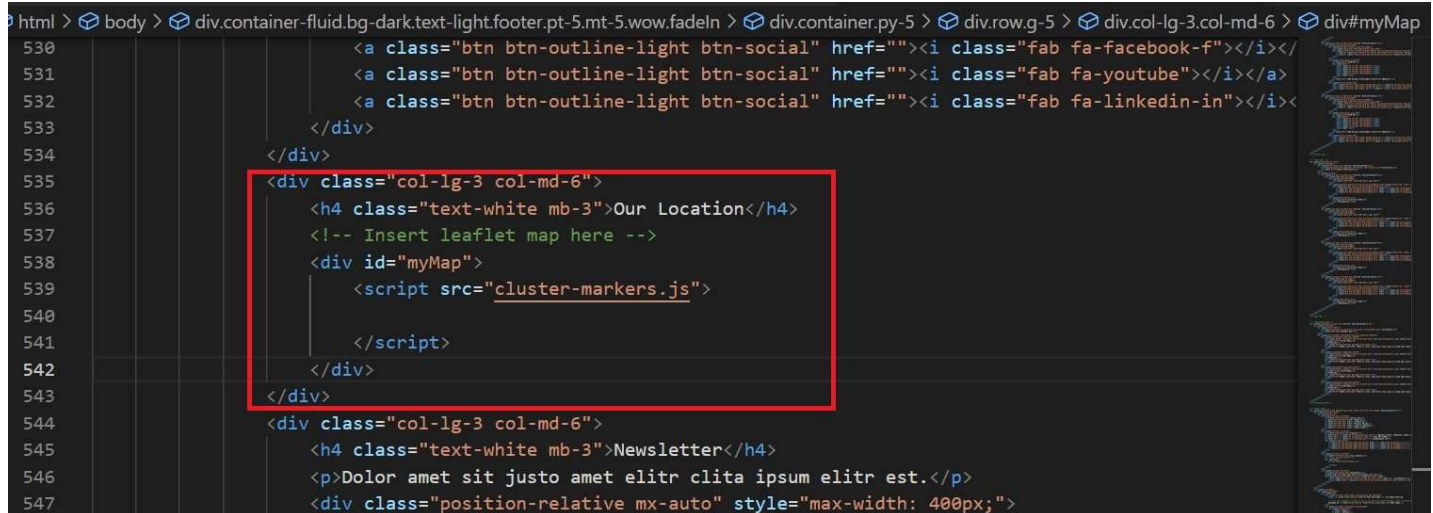 html > body > div.container-fluid.bg-dark.text-light.footer.pt-5.mt-5.wow.fadeIn > div.container.py-5 > div.row.g-5 > div.col-lg-3.col-md-6 > div#myMap
530 <a class="btn btn-outline-light btn-social" href=""><i class="fab fa-facebook-f"></i></
531 <a class="btn btn-outline-light btn-social" href=""><i class="fab fa-youtube"></i></a>
532 <a class="btn btn-outline-light btn-social" href=""><i class="fab fa-linkedin-in"></i><
533 </div>
534 </div>
535 <div class="col-lg-3 col-md-6">
536 <h4 class="text-white mb-3">Our Location</h4>
537 <!-- Insert leaflet map here -->
538 <div id="myMap">
539 <script src="cluster-markers.js">
540
541 </script>
542 </div>
543 </div>
544 <div class="col-lg-3 col-md-6">
545 <h4 class="text-white mb-3">Newsletter</h4>
546 <p>Dolor amet sit justo amet elitr clita ipsum elitr est.</p>
547 <div class="position-relative mx-auto" style="max-width: 400px;">